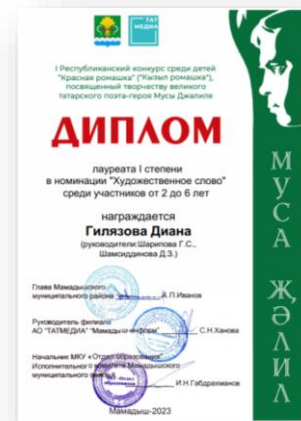 ТАТ
МЕДИА
I Республиканский конкурс среди детей
"Красная ромашка" ("Кызыл ромашка"),
посвященный творчеству великого
татарского поэта-героя Мусы Джалиля
ДИПЛОМ
лауреата I степени
в номинации "Художественное слово"
среди участников от 2 до 6 лет
награждается
Гилязова Диана
(руководители:Шарипова Г.С.,
Шамсиддинова Д.З.)
Глава Мамадышского
муниципального района А.П.Иванов
Руководитель филиала
АО "ТАТМЕДИА" "Мамадыш-информ" С.Н.Ханова
Начальник МКУ «Отдел образования"
Исполнительного комитета Мамадышского
муниципального И.Н.Габдрахманов
Мамадыш-2023
МУСА ҖӘЛИЛ